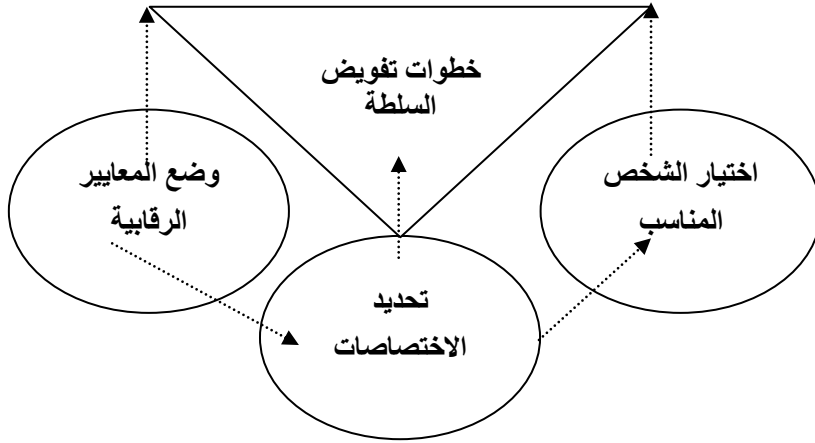 خطوات تفويض
السلطة
اختيار الشخص
المناسب
تحديد
الاختصاصات
وضع المعايير
الرقابية